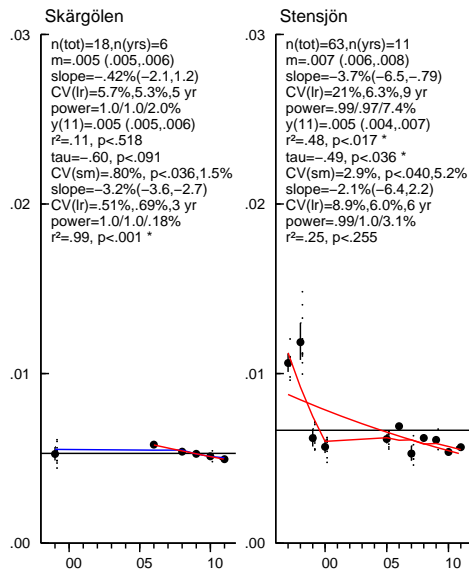 Skärgölen
n(tot)=18,n(yrs)=6
m=.005 (.005,.006)
slope=-.42%(-2.1,1.2)
CV(lr)=5.7%,5.3%,5 yr
power=1.0/1.0/2.0%
y(11)=.005 (.005,.006)
r²=.11, p<.518
tau=-.60, p<.091
CV(sm)=.80%, p<.036,1.5%
slope=-3.2%(-3.6,-2.7)
CV(lr)=.51%,.69%,3 yr
power=1.0/1.0/.18%
r²=.99, p<.001 *
.03
.02
.01
.00
00
05
10
Stensjön
n(tot)=63,n(yrs)=11
m=.007 (.006,.008)
slope=-3.7%(-6.5,-.79)
CV(lr)=21%,6.3%,9 yr
power=.99/.97/7.4%
y(11)=.005 (.004,.007)
r²=.48, p<.017 *
tau=-.49, p<.036 *
CV(sm)=2.9%, p<.040,5.2%
slope=-2.1%(-6.4,2.2)
CV(lr)=8.9%,6.0%,6 yr
power=.99/1.0/3.1%
r²=.25, p<.255
.03
.02
.01
.00
00
05
10